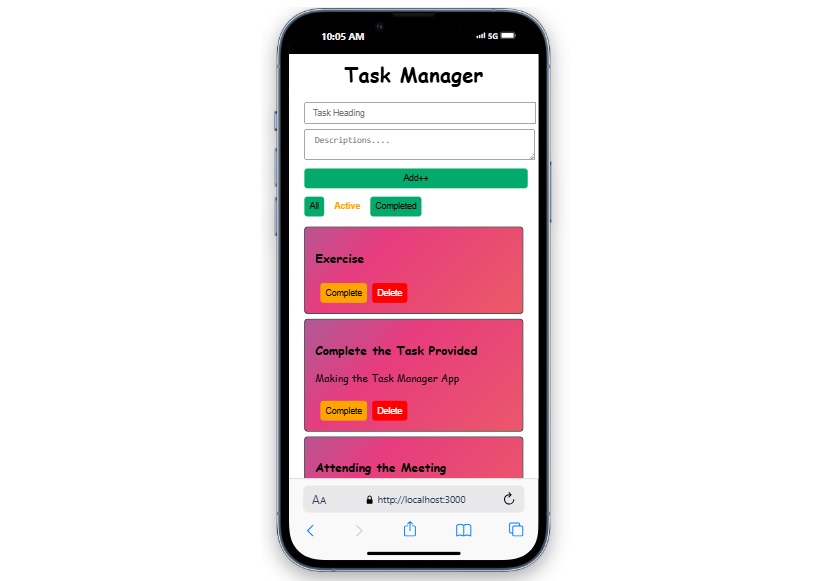 10:05 AM 5G
Task Manager
Task Heading
Descriptions....
Add++
All Active Completed
Exercise
Complete Delete
Complete the Task Provided
Making the Task Manager App
Complete Delete
Attending the Meeting
AA http://localhost:3000